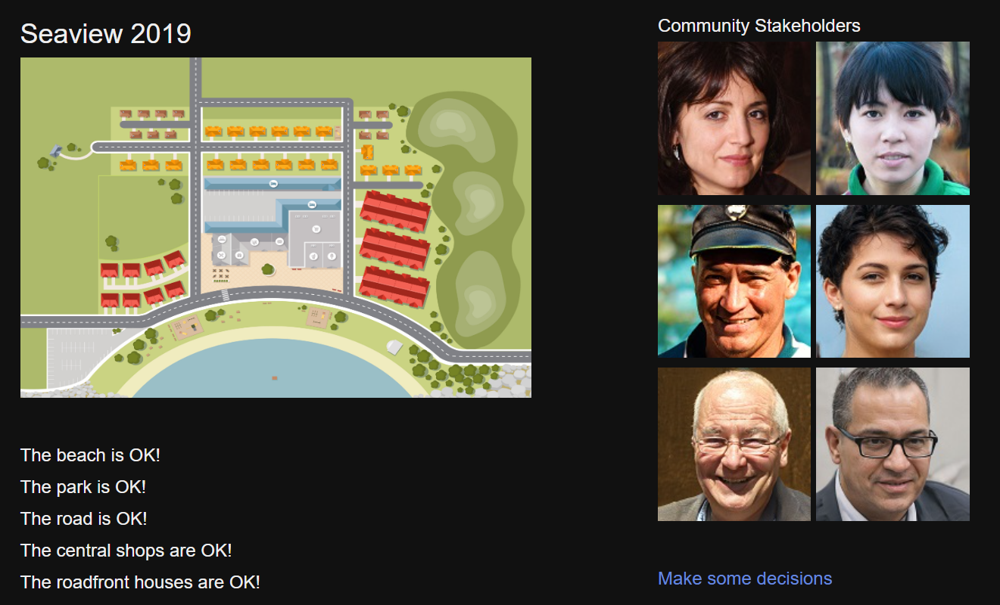 Seaview 2019
Community Stakeholders
The beach is OK!
The park is OK!
The road is OK!
The central shops are OK!
The roadfront houses are OK!
Make some decisions